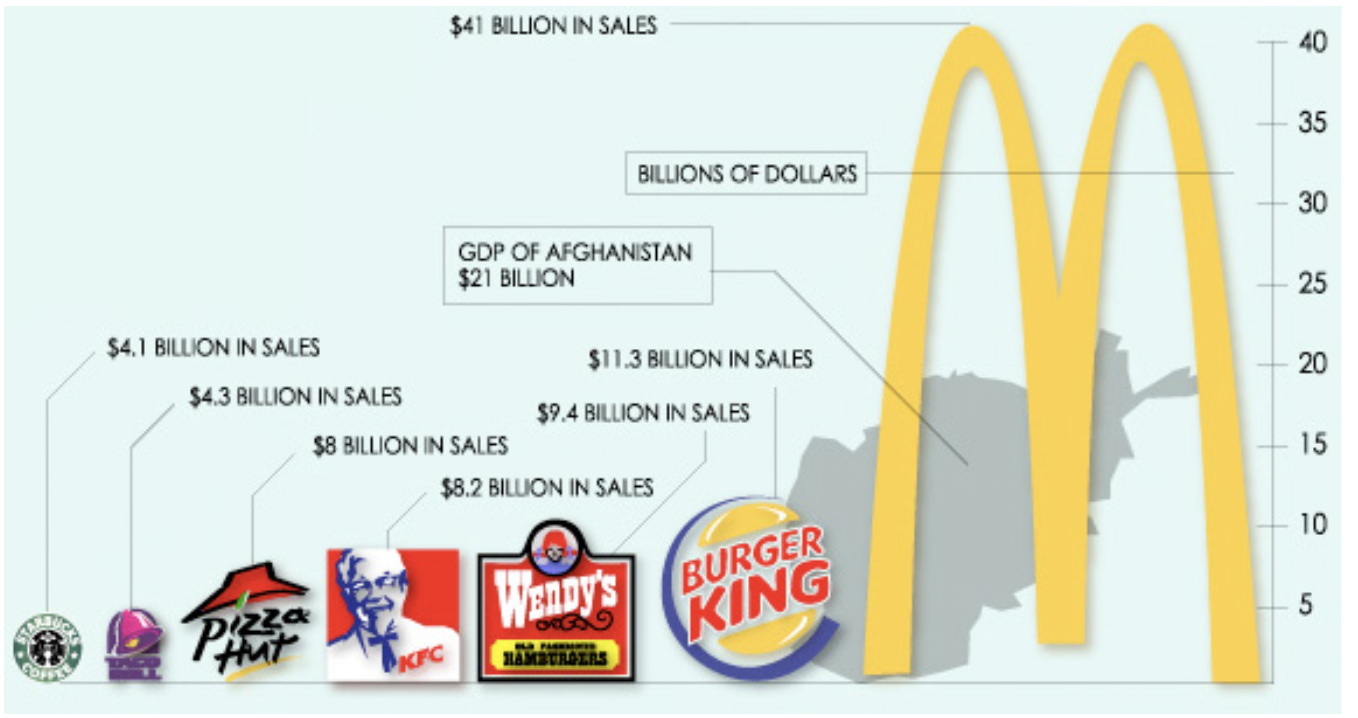 $41 BILLION IN SALES
40
35
BILLIONS OF DOLLARS
30
GDP OF AFGHANISTAN
$21 BILLION
25
$4.1 BILLION IN SALES
$11.3 BILLION IN SALES
20
$4.3 BILLION IN SALES
$9.4 BILLION IN SALES
$8 BILLION IN SALES
15
$8.2 BILLION IN SALES
10
5
STARBUCKS
COFFEE
TACO
BELL
Pizza
Hut
KFC
WENDY'S
OLD FASHIONED
HAMBURGERS
BURGER
KING